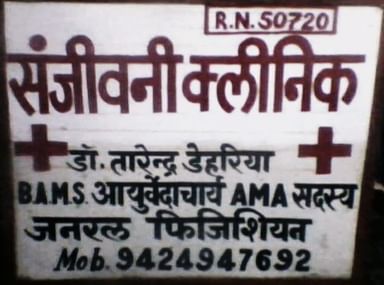 R.N. 50720
संजीवनी क्लीनिक
डॉ. तारेन्द्र डेहरिया
B.A.M.S. आयुर्वेदाचार्य AMA सदस्य
जनरल फिजिशियन
Mob. 9424947692